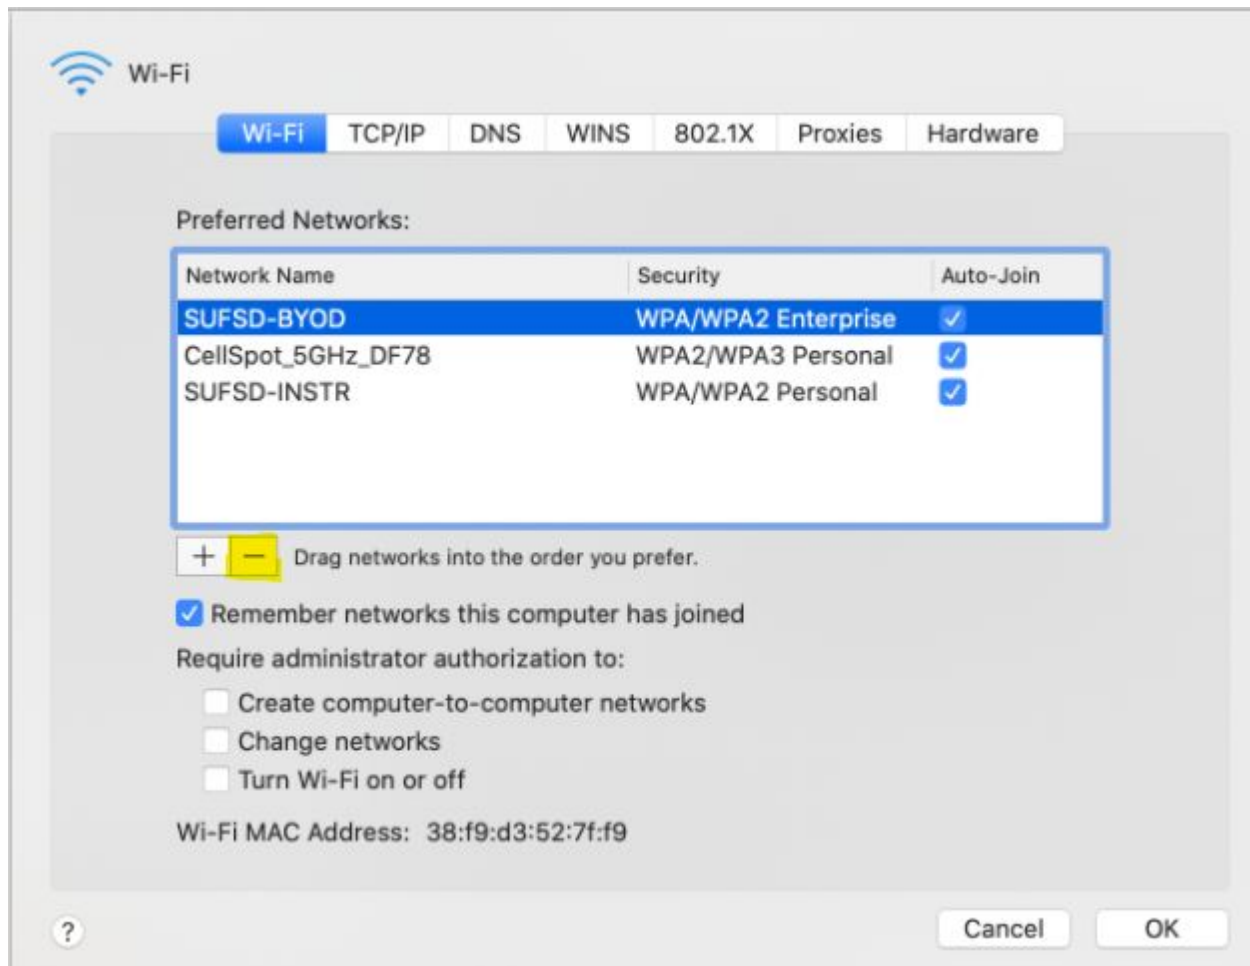 Wi-Fi
Wi-Fi TCP/IP DNS WINS 802.1X Proxies Hardware
Preferred Networks:
Network Name Security Auto-Join
SUFSD-BYOD WPA/WPA2 Enterprise
CellSpot_5GHz_DF78 WPA2/WPA3 Personal
SUFSD-INSTR WPA/WPA2 Personal
+ − Drag networks into the order you prefer.
Remember networks this computer has joined
Require administrator authorization to:
Create computer-to-computer networks
Change networks
Turn Wi-Fi on or off
Wi-Fi MAC Address: 38:f9:d3:52:7f:f9
? Cancel OK